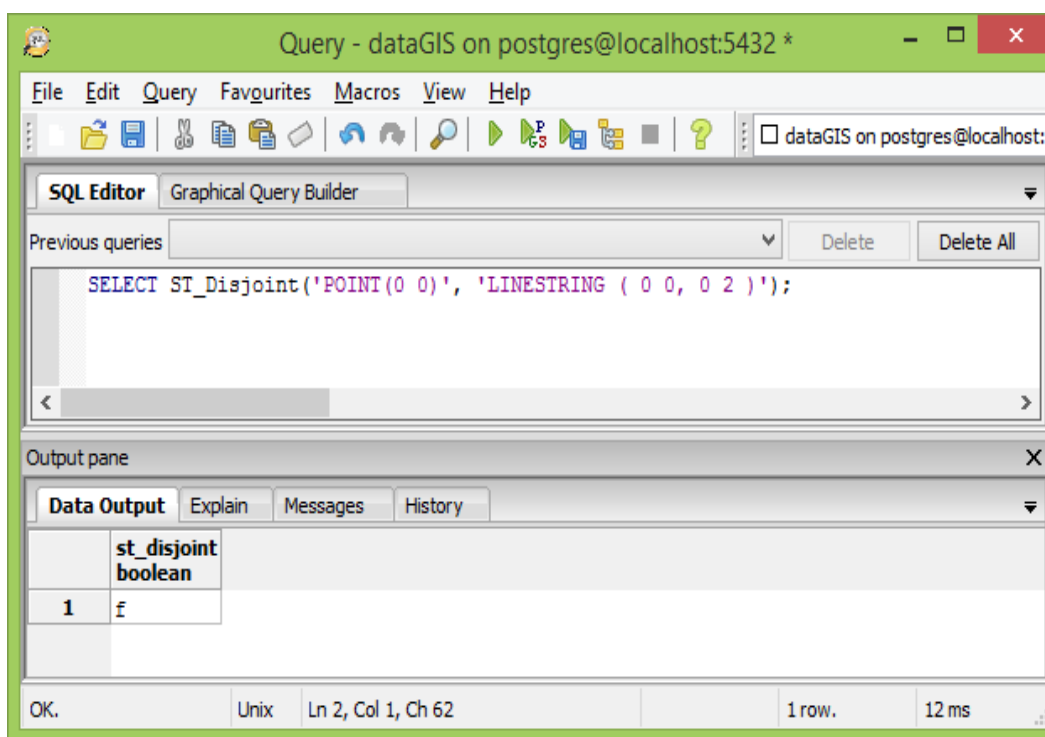 Query - dataGIS on postgres@localhost:5432 *
File Edit Query Favourites Macros View Help
dataGIS on postgres@localhost:
SQL Editor Graphical Query Builder
Previous queries Delete Delete All
SELECT ST_Disjoint('POINT(0 0)', 'LINESTRING ( 0 0, 0 2 )');
Output pane
Data Output Explain Messages History
st_disjoint
boolean
1 f
OK. Unix Ln 2, Col 1, Ch 62 1 row. 12 ms